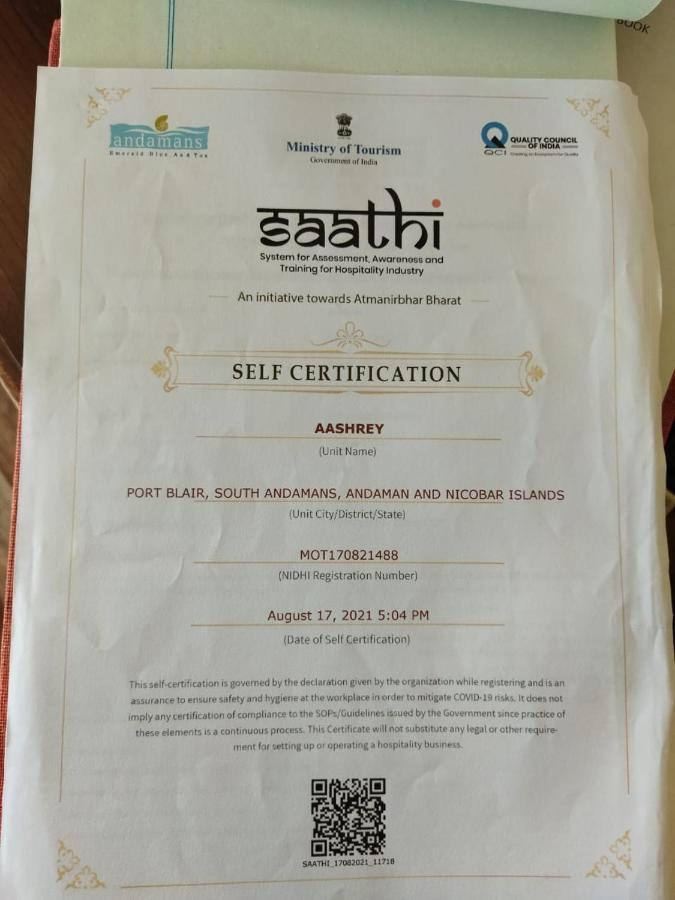 BOOK
andamans
Emerald Blue And You
Ministry of Tourism
Government of India
QCI
QUALITY COUNCIL
OF INDIA
Creating an Ecosystem for Quality
saathi
System for Assessment, Awareness and
Training for Hospitality Industry
An initiative towards Atmanirbhar Bharat
SELF CERTIFICATION
AASHREY
(Unit Name)
PORT BLAIR, SOUTH ANDAMANS, ANDAMAN AND NICOBAR ISLANDS
(Unit City/District/State)
MOT170821488
(NIDHI Registration Number)
August 17, 2021 5:04 PM
(Date of Self Certification)
This self-certification is governed by the declaration given by the organization while registering and is an
assurance to ensure safety and hygiene at the workplace in order to mitigate COVID-19 risks. It does not
imply any certification of compliance to the SOPs/Guidelines issued by the Government since practice of
these elements is a continuous process. This Certificate will not substitute any legal or other require-
ment for setting up or operating a hospitality business.
SAATHI_17082021_11718